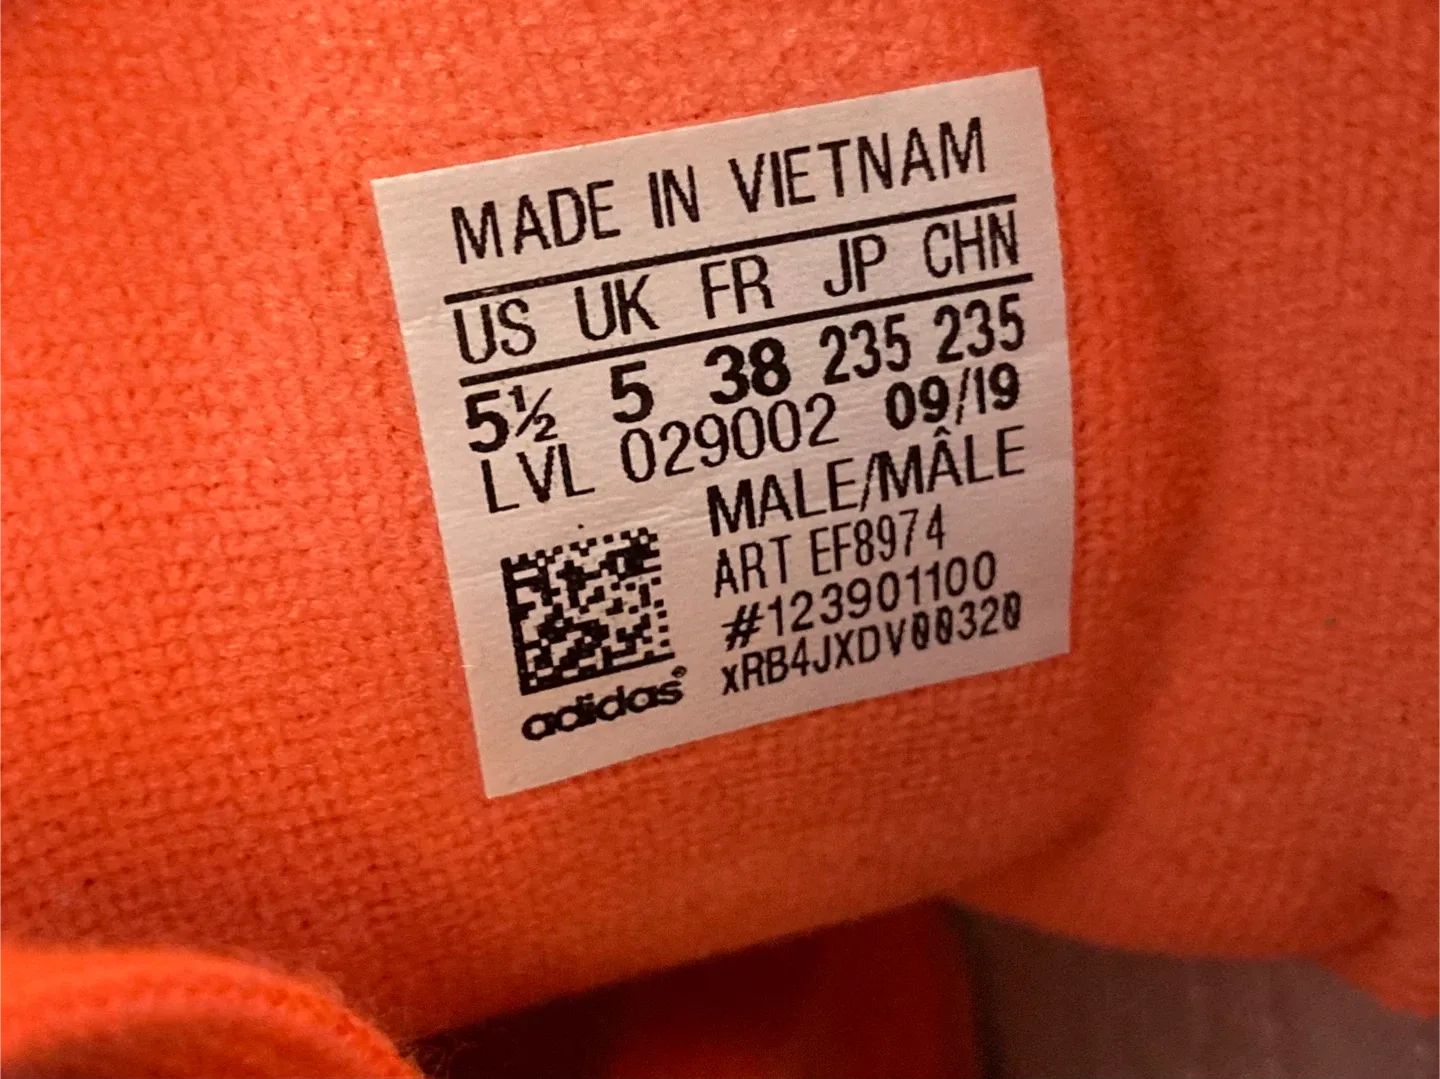 MADE IN VIETNAM
US UK FR JP CHN
5½ 5 38 235 235
LVL 029002 09/19
MALE/MÂLE
ART EF8974
#123901100
xRB4JXDV00320
adidas®